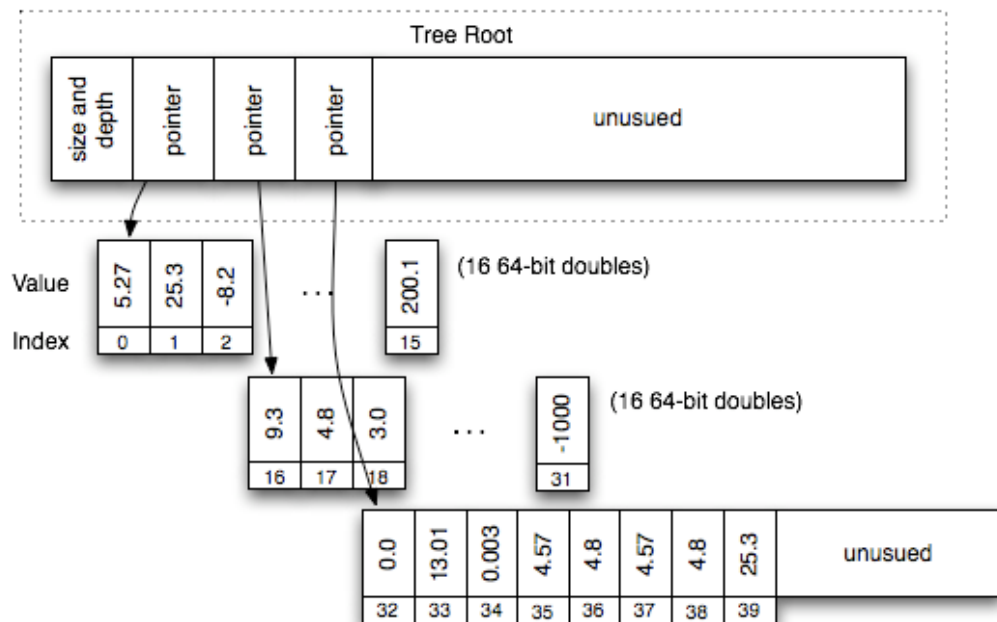 Tree Root
size and
depth
pointer
pointer
pointer
unusued
Value
5.27
25.3
-8.2
...
200.1
(16 64-bit doubles)
Index
0
1
2
15
9.3
4.8
3.0
...
-1000
(16 64-bit doubles)
16
17
18
31
0.0
13.01
0.003
4.57
4.8
4.57
4.8
25.3
unusued
32
33
34
35
36
37
38
39